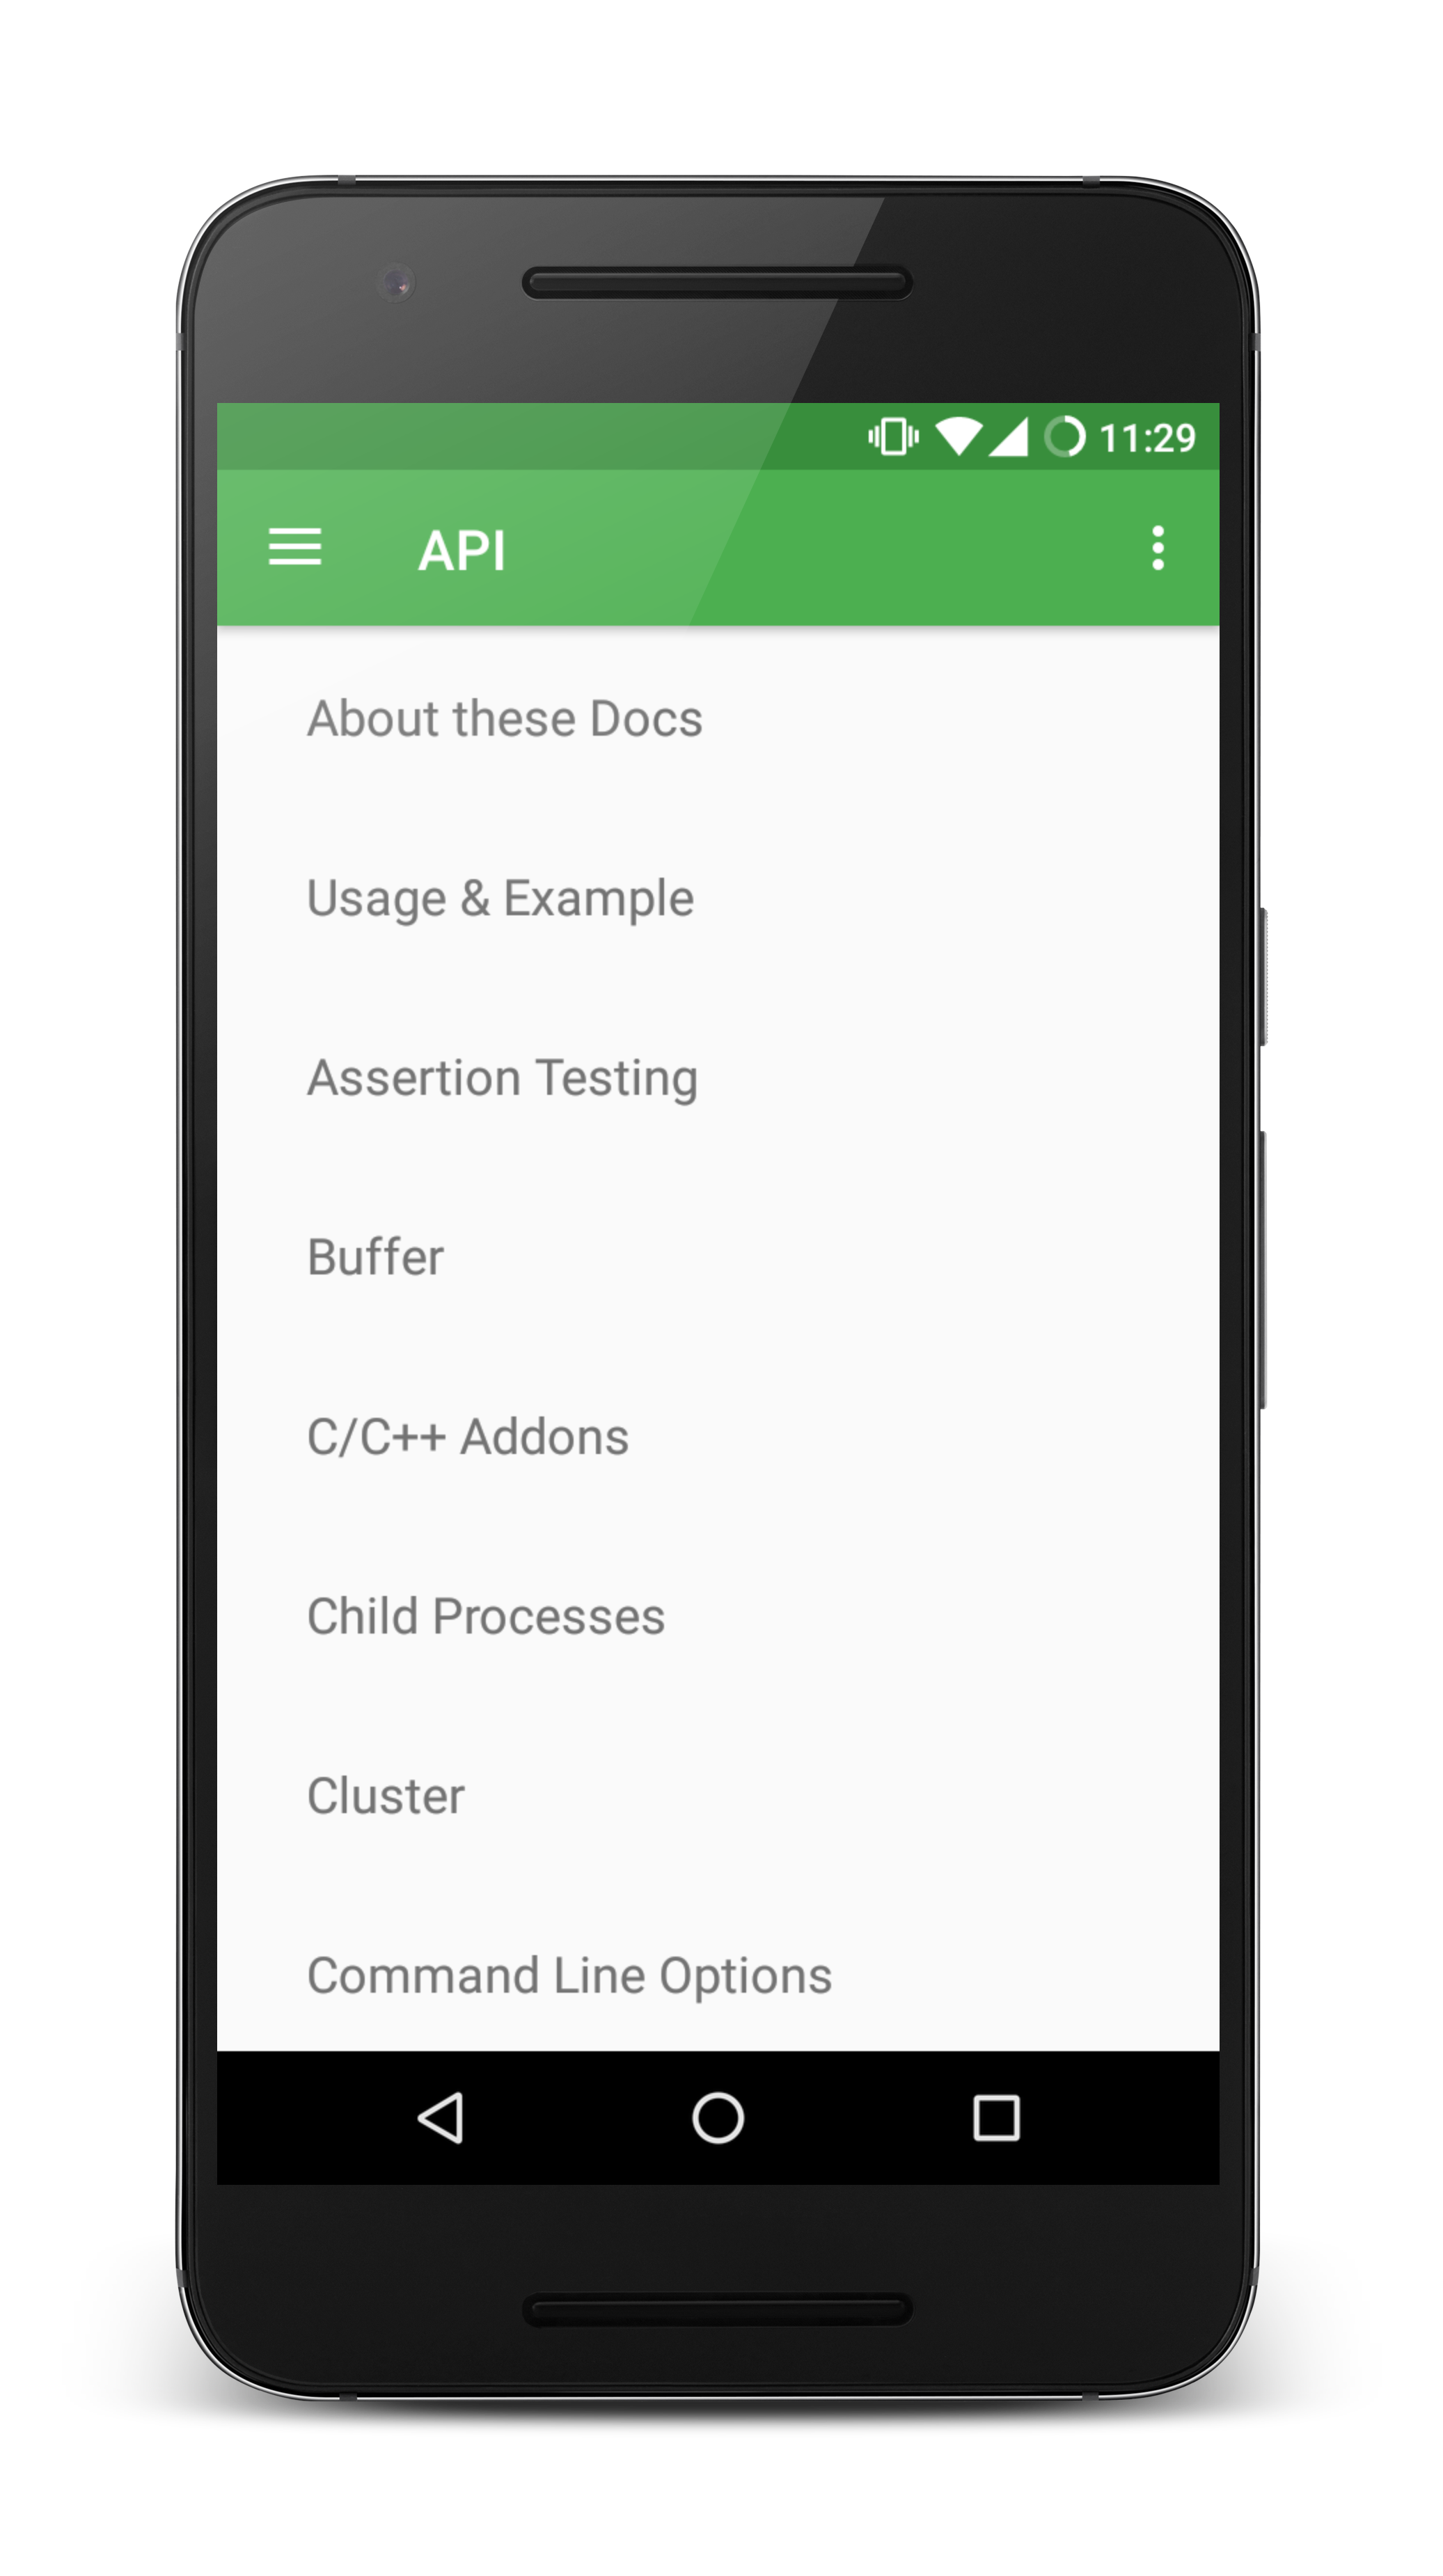 11:29
API
About these Docs
Usage & Example
Assertion Testing
Buffer
C/C++ Addons
Child Processes
Cluster
Command Line Options